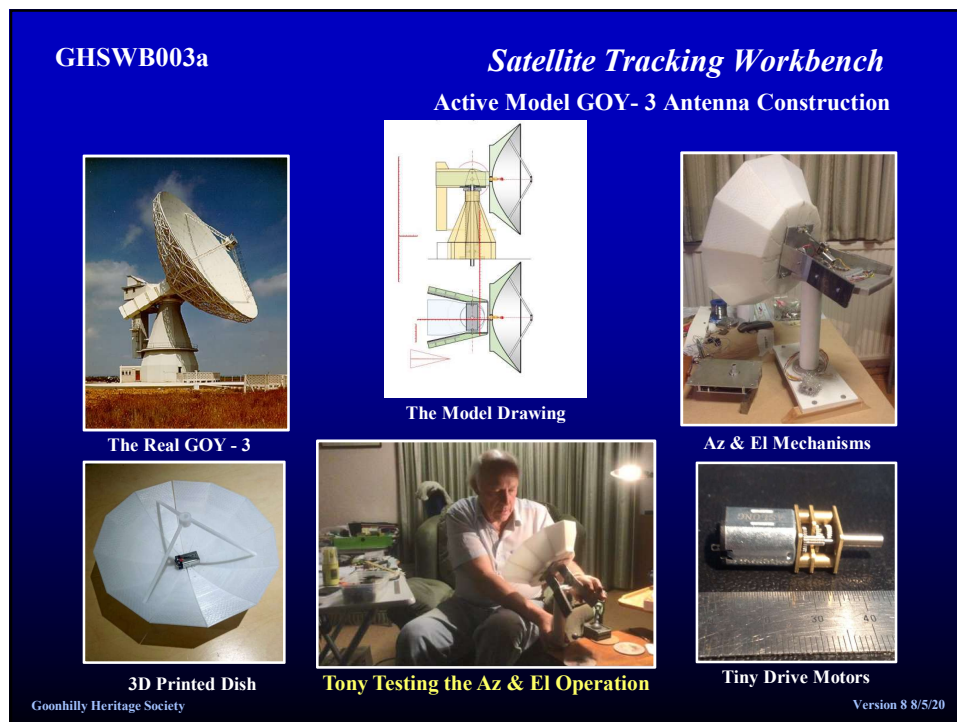 GHSWB003a
Satellite Tracking Workbench
Active Model GOY- 3 Antenna Construction
The Real GOY - 3
The Model Drawing
Az & El Mechanisms
30 40
3D Printed Dish
Tony Testing the Az & El Operation
Tiny Drive Motors
Goonhilly Heritage Society
Version 8 8/5/20